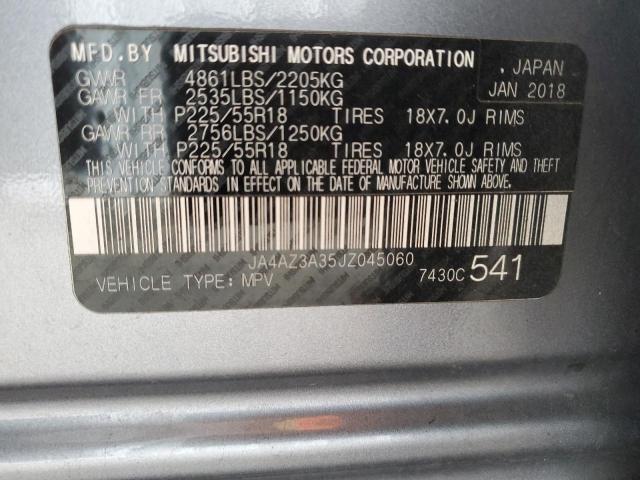 MFD.BY MITSUBISHI MOTORS CORPORATION . JAPAN
GVWR 4861LBS/2205KG JAN 2018
GAWR FR 2535LBS/1150KG
WITH P225/55R18 TIRES 18X7.0J RIMS
GAWR RR 2756LBS/1250KG
WITH P225/55R18 TIRES 18X7.0J RIMS
THIS VEHICLE CONFORMS TO ALL APPLICABLE FEDERAL MOTOR VEHICLE SAFETY AND THEFT
PREVENTION STANDARDS IN EFFECT ON THE DATE OF MANUFACTURE SHOWN ABOVE.
JA4AZ3A35JZ045060
VEHICLE TYPE: MPV 7430C 541